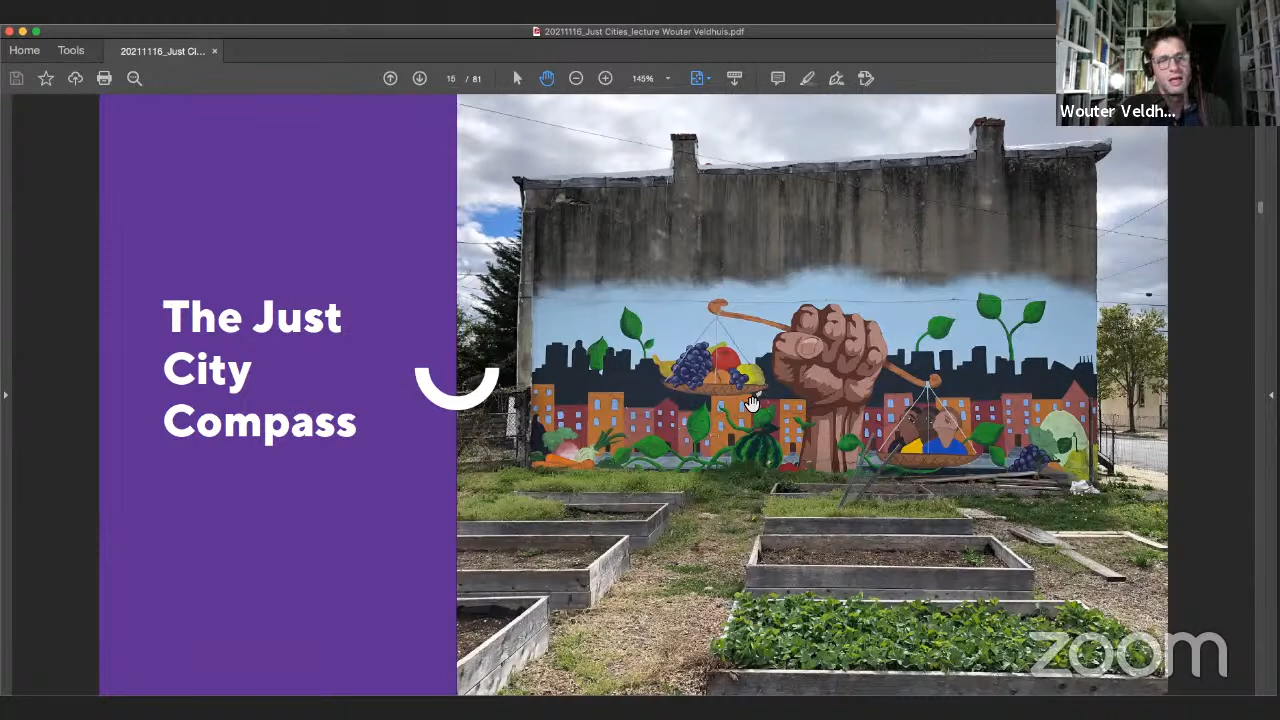 20211116_Just Cities_lecture Wouter Veldhuis.pdf
Home
Tools
20211116_Just Ci... ×
15 / 81
145%
Wouter Veldh...
The Just
City
Compass
zoom